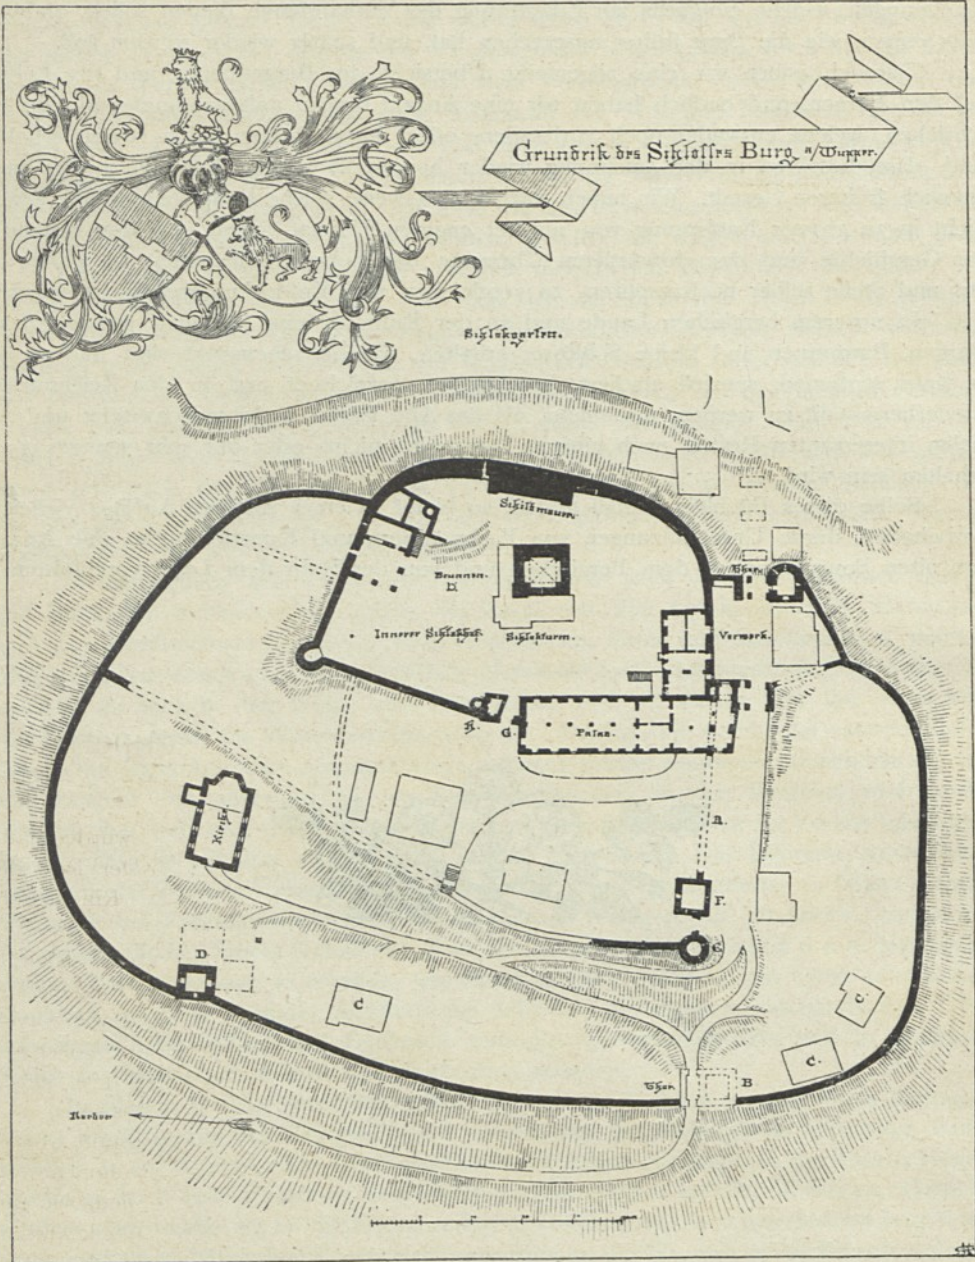 Grundriß des Schlosses Burg a/Wupper.
Schloßgarten.
Schildmauer.
Thor.
Brunnen.
Innerer Schloßhof.
Schloßturm.
Vorwerk.
K.
G.
Palas.
Kirche
R.
F.
E.
D
C
C.
C.
Thor.
B
Norden